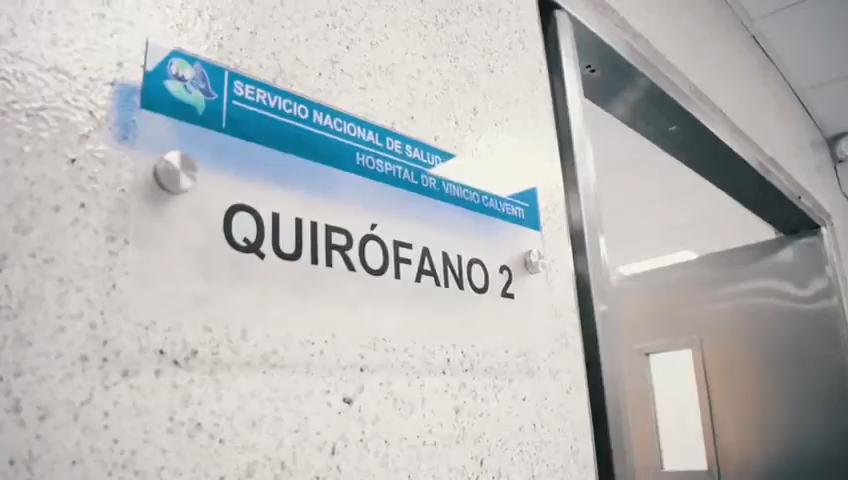 SERVICIO NACIONAL DE SALUD
HOSPITAL DR. VINICIO CALVENTI
QUIRÓFANO 2